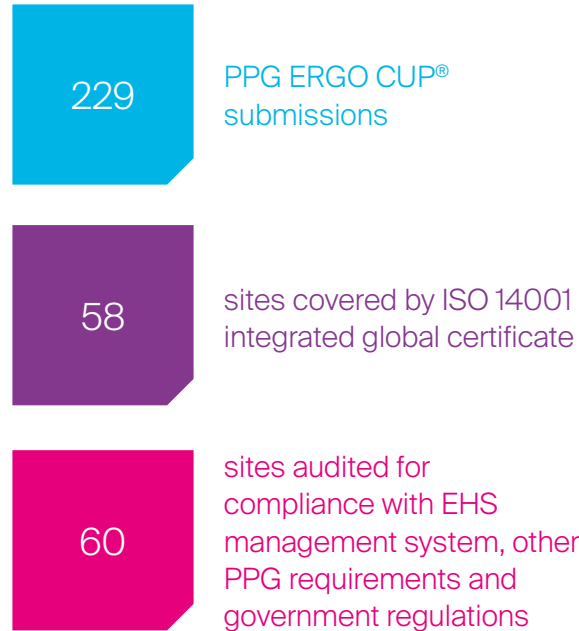 229
PPG ERGO CUP®
submissions
58
sites covered by ISO 14001
integrated global certificate
60
sites audited for
compliance with EHS
management system, other
PPG requirements and
government regulations